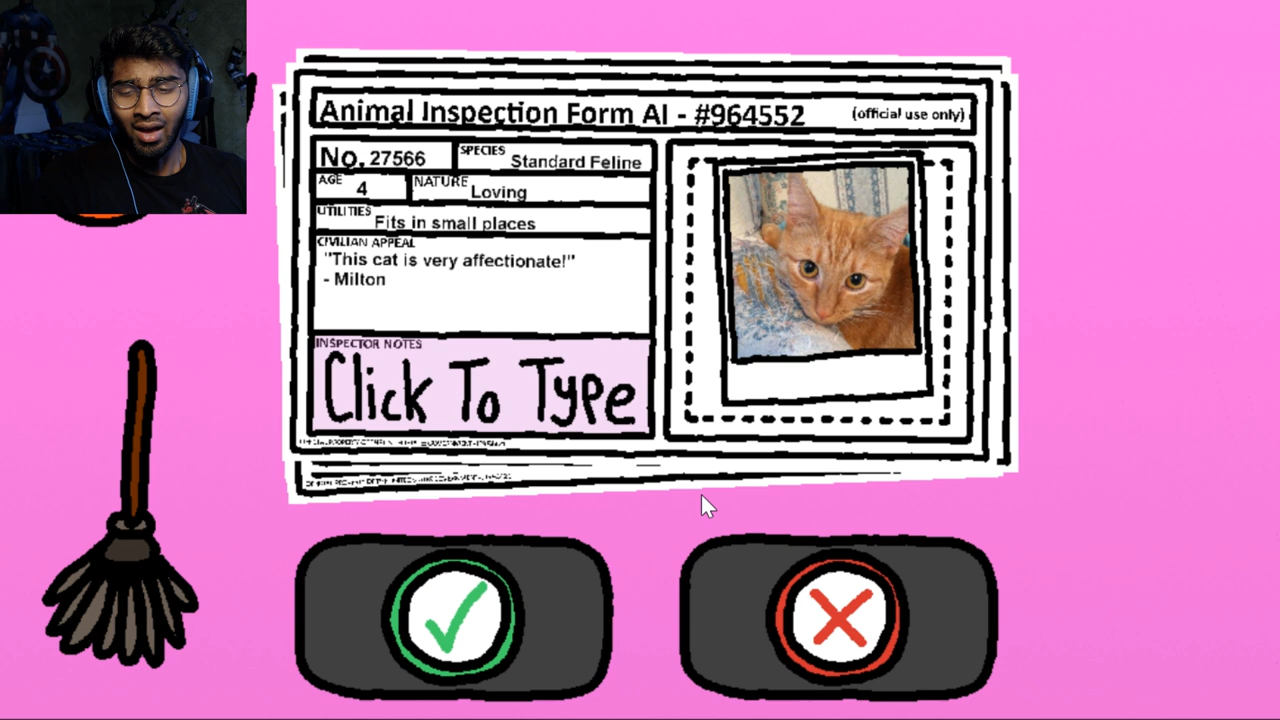 Animal Inspection Form AI - #964552 (official use only)
No. 27566 SPECIES Standard Feline
AGE 4 NATURE Loving
UTILITIES Fits in small places
CIVILIAN APPEAL
"This cat is very affectionate!"
- Milton
INSPECTOR NOTES
Click To Type